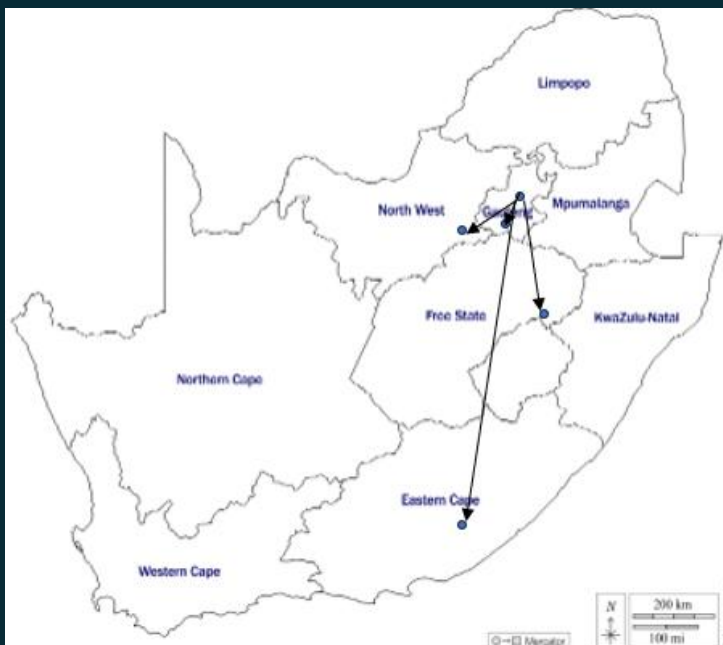 Limpopo
North West
Gauteng
Mpumalanga
Free State
KwaZulu-Natal
Northern Cape
Eastern Cape
Western Cape
N
200 km
100 mi
Mercator